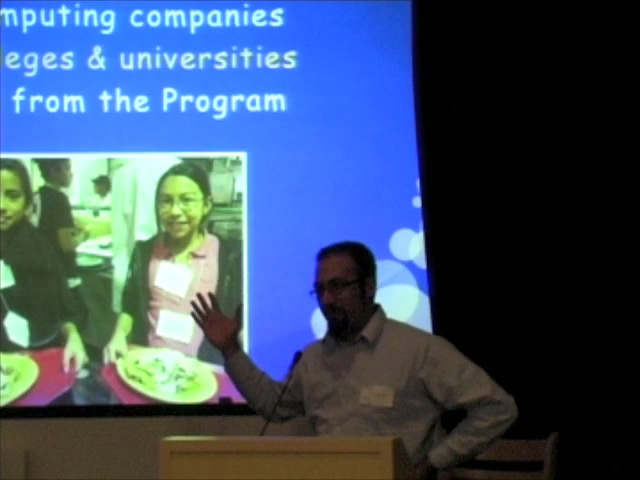 mputing companies
eges & universities
from the Program